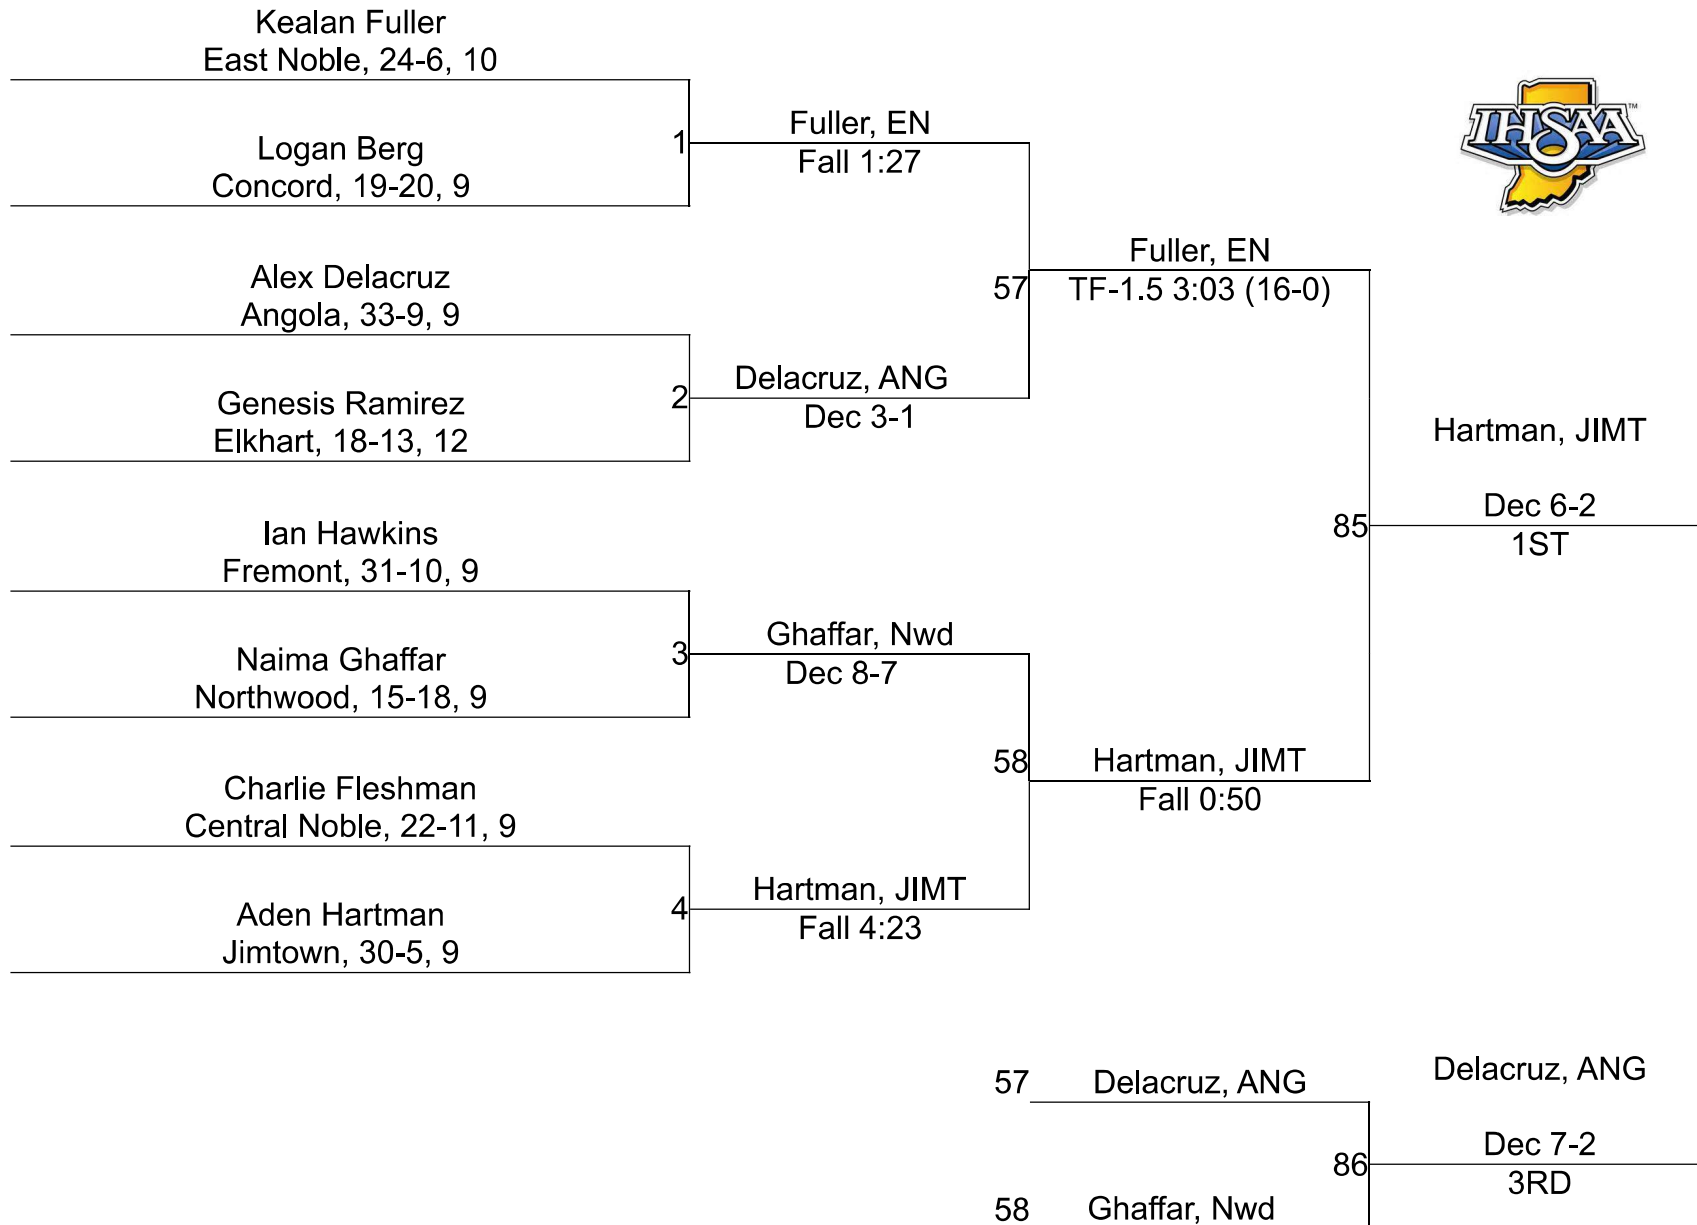 Kealan Fuller
East Noble, 24-6, 10
Logan Berg
Concord, 19-20, 9
1
Fuller, EN
Fall 1:27
Alex Delacruz
Angola, 33-9, 9
Genesis Ramirez
Elkhart, 18-13, 12
2
Delacruz, ANG
Dec 3-1
57
Fuller, EN
TF-1.5 3:03 (16-0)
Ian Hawkins
Fremont, 31-10, 9
Naima Ghaffar
Northwood, 15-18, 9
3
Ghaffar, Nwd
Dec 8-7
Charlie Fleshman
Central Noble, 22-11, 9
Aden Hartman
Jimtown, 30-5, 9
4
Hartman, JIMT
Fall 4:23
58
Hartman, JIMT
Fall 0:50
85
Hartman, JIMT
Dec 6-2
1ST
IHSAA™
57
Delacruz, ANG
58
Ghaffar, Nwd
86
Delacruz, ANG
Dec 7-2
3RD